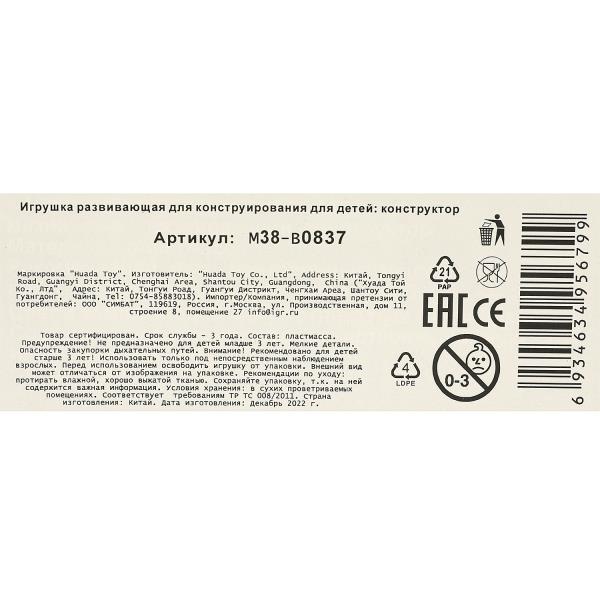 Игрушка развивающая для конструирования для детей: конструктор
Артикул: М38-В0837
Маркировка "Huada Toy". Изготовитель: "Huada Toy Co., Ltd", Address: Китай, Tongyi
Road, Guangyi District, Chenghai Area, Shantou City, Guangdong, China ("Хуада Той
Ко., Лтд", Адрес: Китай, Тонгуи Роад, Гуангуи Дистрикт, Ченгхаи Ареа, Шантоу Сити,
Гуангдонг, Чайна, Tel: 0754-85883018). Импортер/Компания, принимающая претензии от
потребителей: ООО "СИМБАТ", 119619, Россия, г.Москва, ул. Производственная, дом 11,
строение 8, помещение 27 info@igr.ru
Товар сертифицирован. Срок службы - 3 года. Состав: пластмасса.
Предупреждение! Не предназначено для детей младше 3 лет. Мелкие детали.
Опасность закупорки дыхательных путей. Внимание! Рекомендовано для детей
старше 3 лет! Использовать только под непосредственным наблюдением
взрослых. Перед использованием освободить игрушку от упаковки. Внешний вид
может отличаться от изображения на упаковке. Рекомендации по уходу:
протирать влажной, хорошо выжатой тканью. Сохраняйте упаковку, т.к. на ней
содержится важная информация. Условия хранения: в сухих проветриваемых
помещениях. Соответствует требованиям ТР ТС 008/2011. Страна
изготовления: Китай. Дата изготовления: Декабрь 2022 г.
21
PAP
EAC CE
4
LDPE
0-3
6 934634 956799